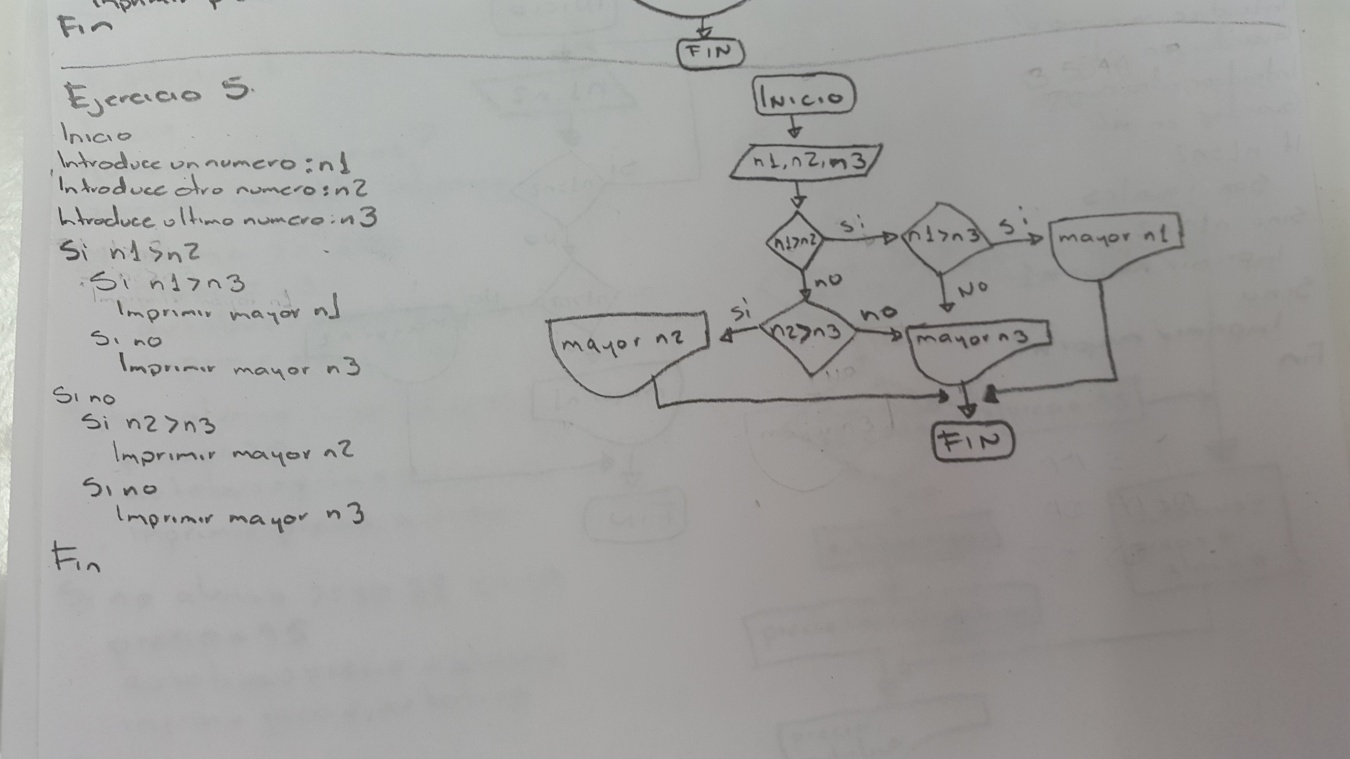 Fin
FIN
Ejercicio 5.
Inicio
Introduce un numero: n1
Introduce otro numero: n2
Introduce ultimo numero: n3
Si n1>n2
Si n1>n3
Imprimir mayor n1
Si no
Imprimir mayor n3
Si no
Si n2>n3
Imprimir mayor n2
Si no
Imprimir mayor n3
Fin
INICIO
n1, n2, n3
n1>n2
si
n1>n3
si
mayor n1
no
NO
mayor n2
si
n2>n3
no
mayor n3
FIN